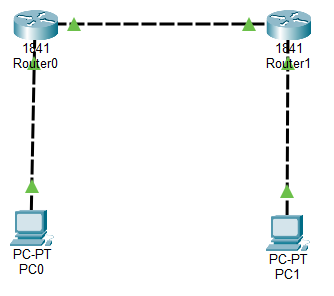 1841
Router0
1841
Router1
PC-PT
PC0
PC-PT
PC1